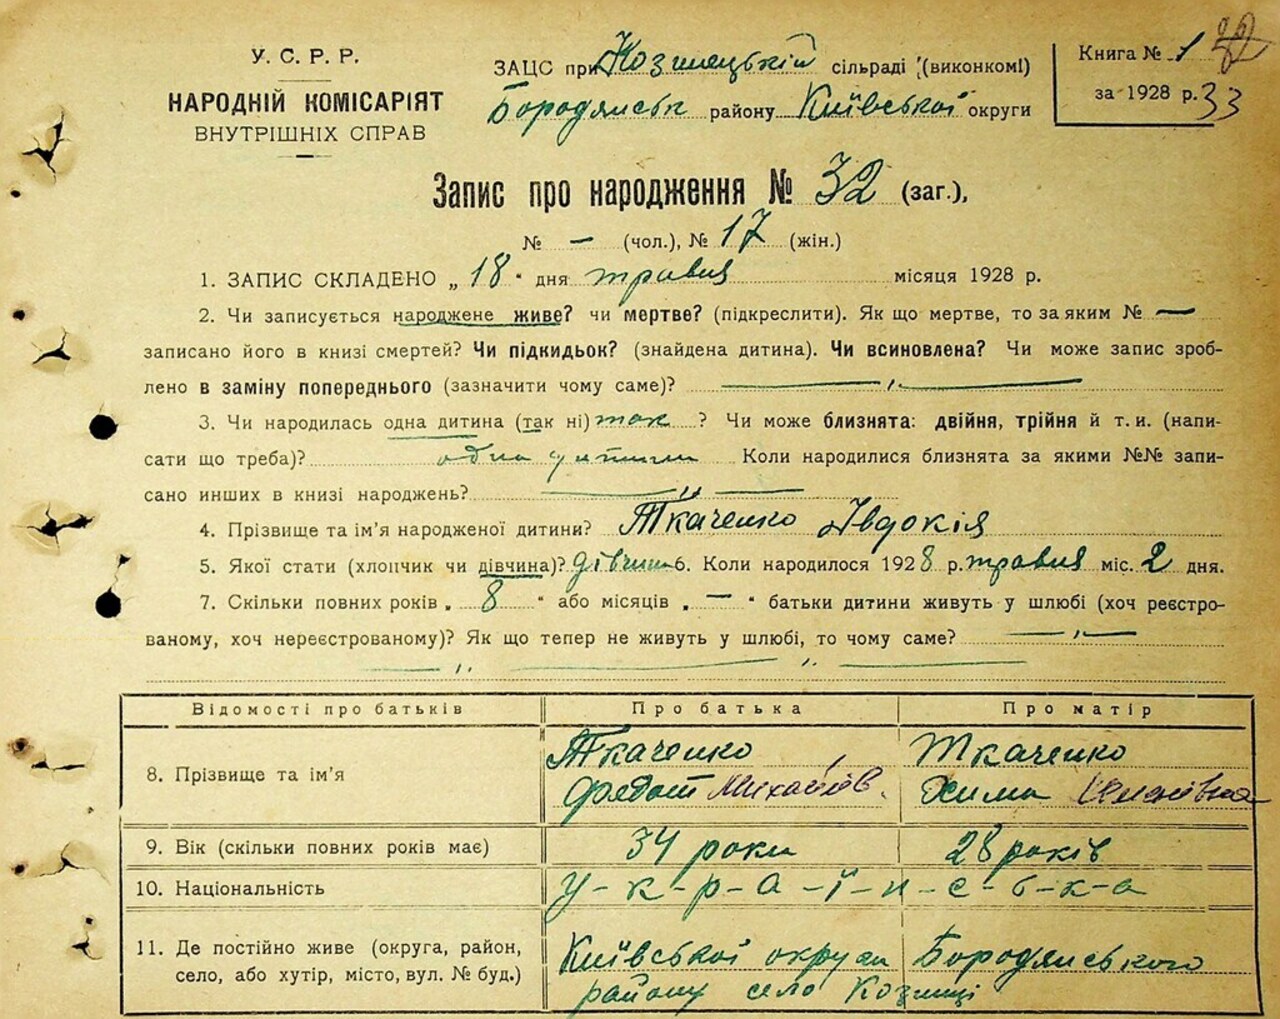 У. С. Р. Р.
НАРОДНІЙ КОМІСАРІЯТ
ВНУТРІШНІХ СПРАВ
ЗАЦС при Козинецькій сільраді (виконкомі)
Бородянськ району Київської округи
Книга № 1
за 1928 р. 33
Запис про народження № 32 (заг.),
№ — (чол.), № 17 (жін.)
1. ЗАПИС СКЛАДЕНО „ 18 " дня травня місяця 1928 р.
2. Чи записується народжене живе? чи мертве? (підкреслити). Як що мертве, то за яким № —
записано його в книзі смертей? Чи підкидьок? (знайдена дитина). Чи всиновлена? Чи може запис зроб-
лено в заміну попереднього (зазначити чому саме)? — „ —
3. Чи народилась одна дитина (так ні) так ? Чи може близнята: двійня, трійня й т. и. (напи-
сати що треба)? одна дитина Коли народилися близнята за якими №№ запи-
сано инших в книзі народжень? — „ —
4. Прізвище та ім'я народженої дитини? Ткаченко Явдокія
5. Якої стати (хлопчик чи дівчина)? дівчина 6. Коли народилося 1928 р. травня міс. 2 дня.
7. Скільки повних років „ 8 " або місяців „ — " батьки дитини живуть у шлюбі (хоч реєстро-
ваному, хоч нереєстрованому)? Як що тепер не живуть у шлюбі, то чому саме? — „ —
— „ — „ —
Відомості про батьків Про батька Про матір
8. Прізвище та ім'я
Ткаченко
Федот Михайлів.
Ткаченко
Хима
9. Вік (скільки повних років має) 34 роки 28 років
10. Національність У-к-р-а-ї-н-с-ь-к-а
11. Де постійно живе (округа, район,
село, або хутір, місто, вул. № буд.)
Київської округи Бородянського
району село Козинці